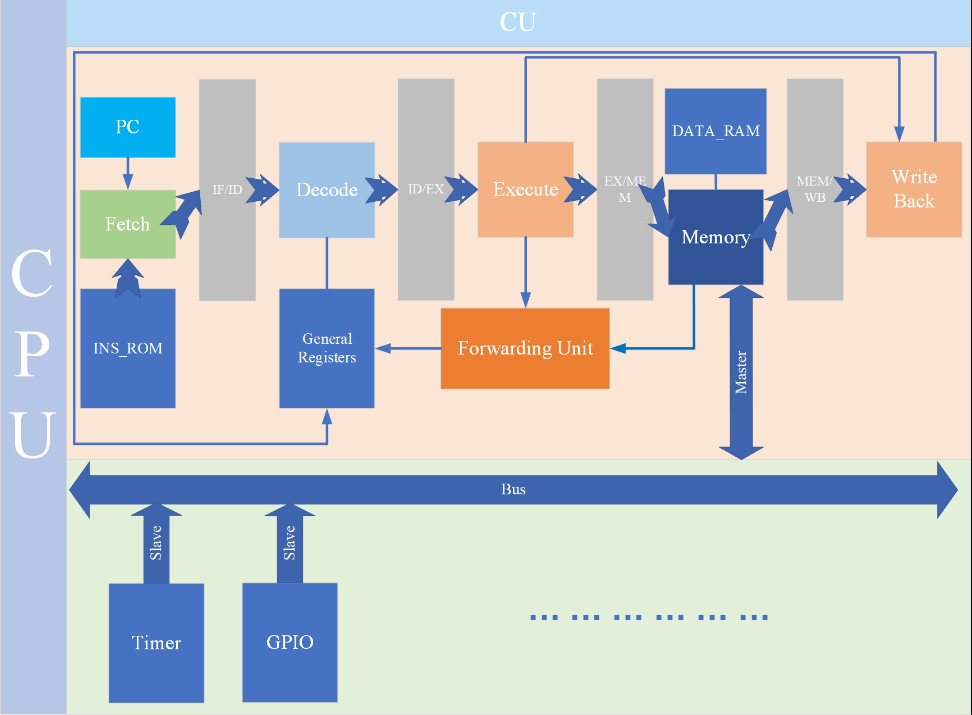 CU
C
P
U
PC
Fetch
INS_ROM
IF/ID
Decode
General
Registers
ID/EX
Execute
Forwarding Unit
EX/ME
M
DATA_RAM
Memory
MEM/
WB
Write
Back
Master
Bus
Slave
Slave
Timer
GPIO
... ... ... ... ... ...